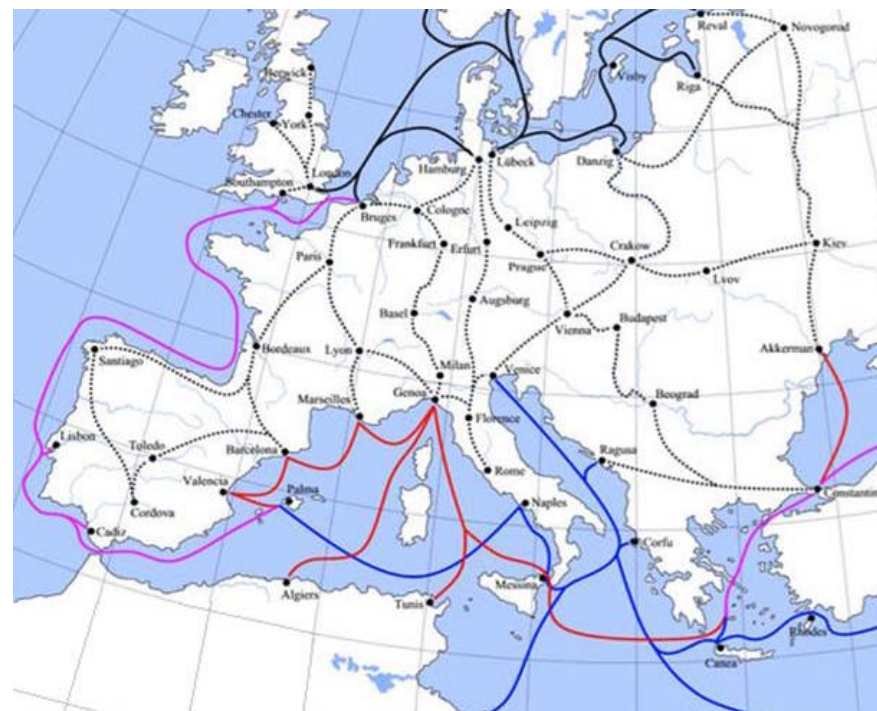 Reval
Novogorod
Berwick
Visby
Riga
Chester
York
Hamburg
Lübeck
Danzig
London
Southampton
Bruges
Cologne
Leipzig
Frankfurt
Erfurt
Prague
Crakow
Kiev
Paris
Lvov
Augsburg
Basel
Vienna
Budapest
Bordeaux
Lyon
Akkerman
Santiago
Milan
Venice
Genoa
Marseilles
Florence
Beograd
Lisbon
Toledo
Barcelona
Rome
Raguna
Valencia
Palma
Constantin
Cordova
Naples
Cadiz
Corfu
Algiers
Tunis
Messina
Rhodes
Canea